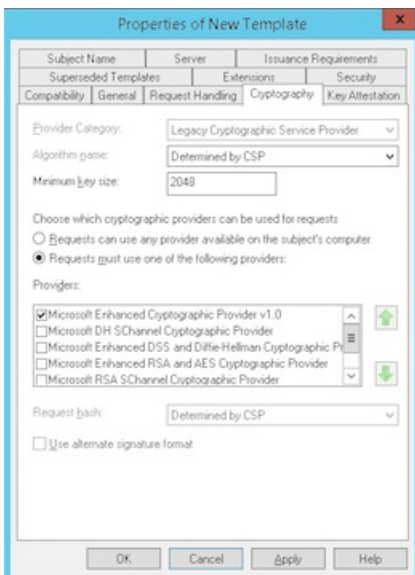 Properties of New Template
x
Subject Name Server Issuance Requirements
Superseded Templates Extensions Security
Compatibility General Request Handling Cryptography Key Attestation
Provider Category: Legacy Cryptographic Service Provider
Algorithm name: Determined by CSP
Minimum key size: 2048
Choose which cryptographic providers can be used for requests
Requests can use any provider available on the subject's computer
Requests must use one of the following providers:
Providers:
Microsoft Enhanced Cryptographic Provider v1.0
Microsoft DH SChannel Cryptographic Provider
Microsoft Enhanced DSS and Diffie-Hellman Cryptographic Pr
Microsoft Enhanced RSA and AES Cryptographic Provider
Microsoft RSA SChannel Cryptographic Provider
Request hash: Determined by CSP
Use alternate signature format
OK Cancel Apply Help